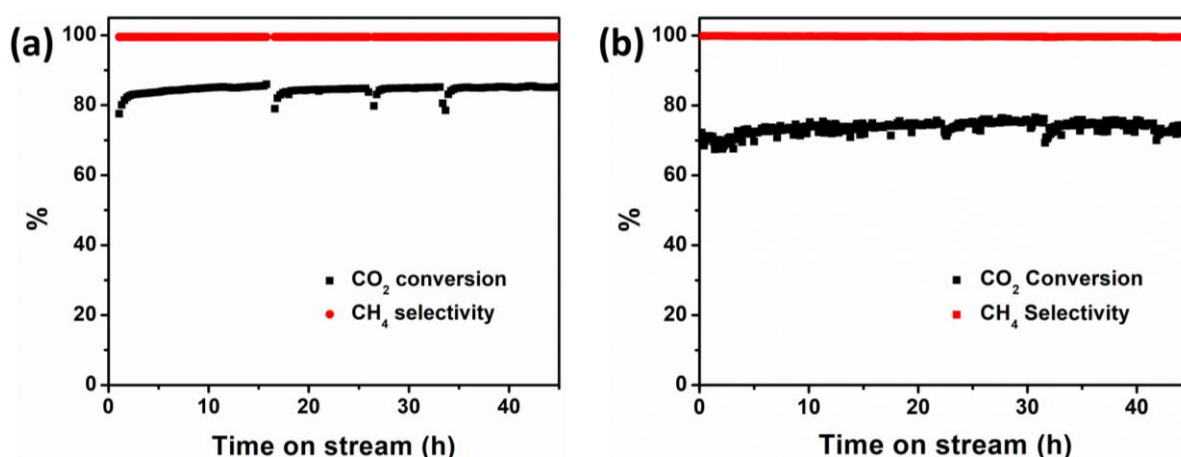 (a)
100
80
60
40
20
0
%
CO₂ conversion
CH₄ selectivity
0 10 20 30 40
Time on stream (h)
(b)
100
80
60
40
20
0
%
CO₂ Conversion
CH₄ Selectivity
0 10 20 30 40
Time on stream (h)